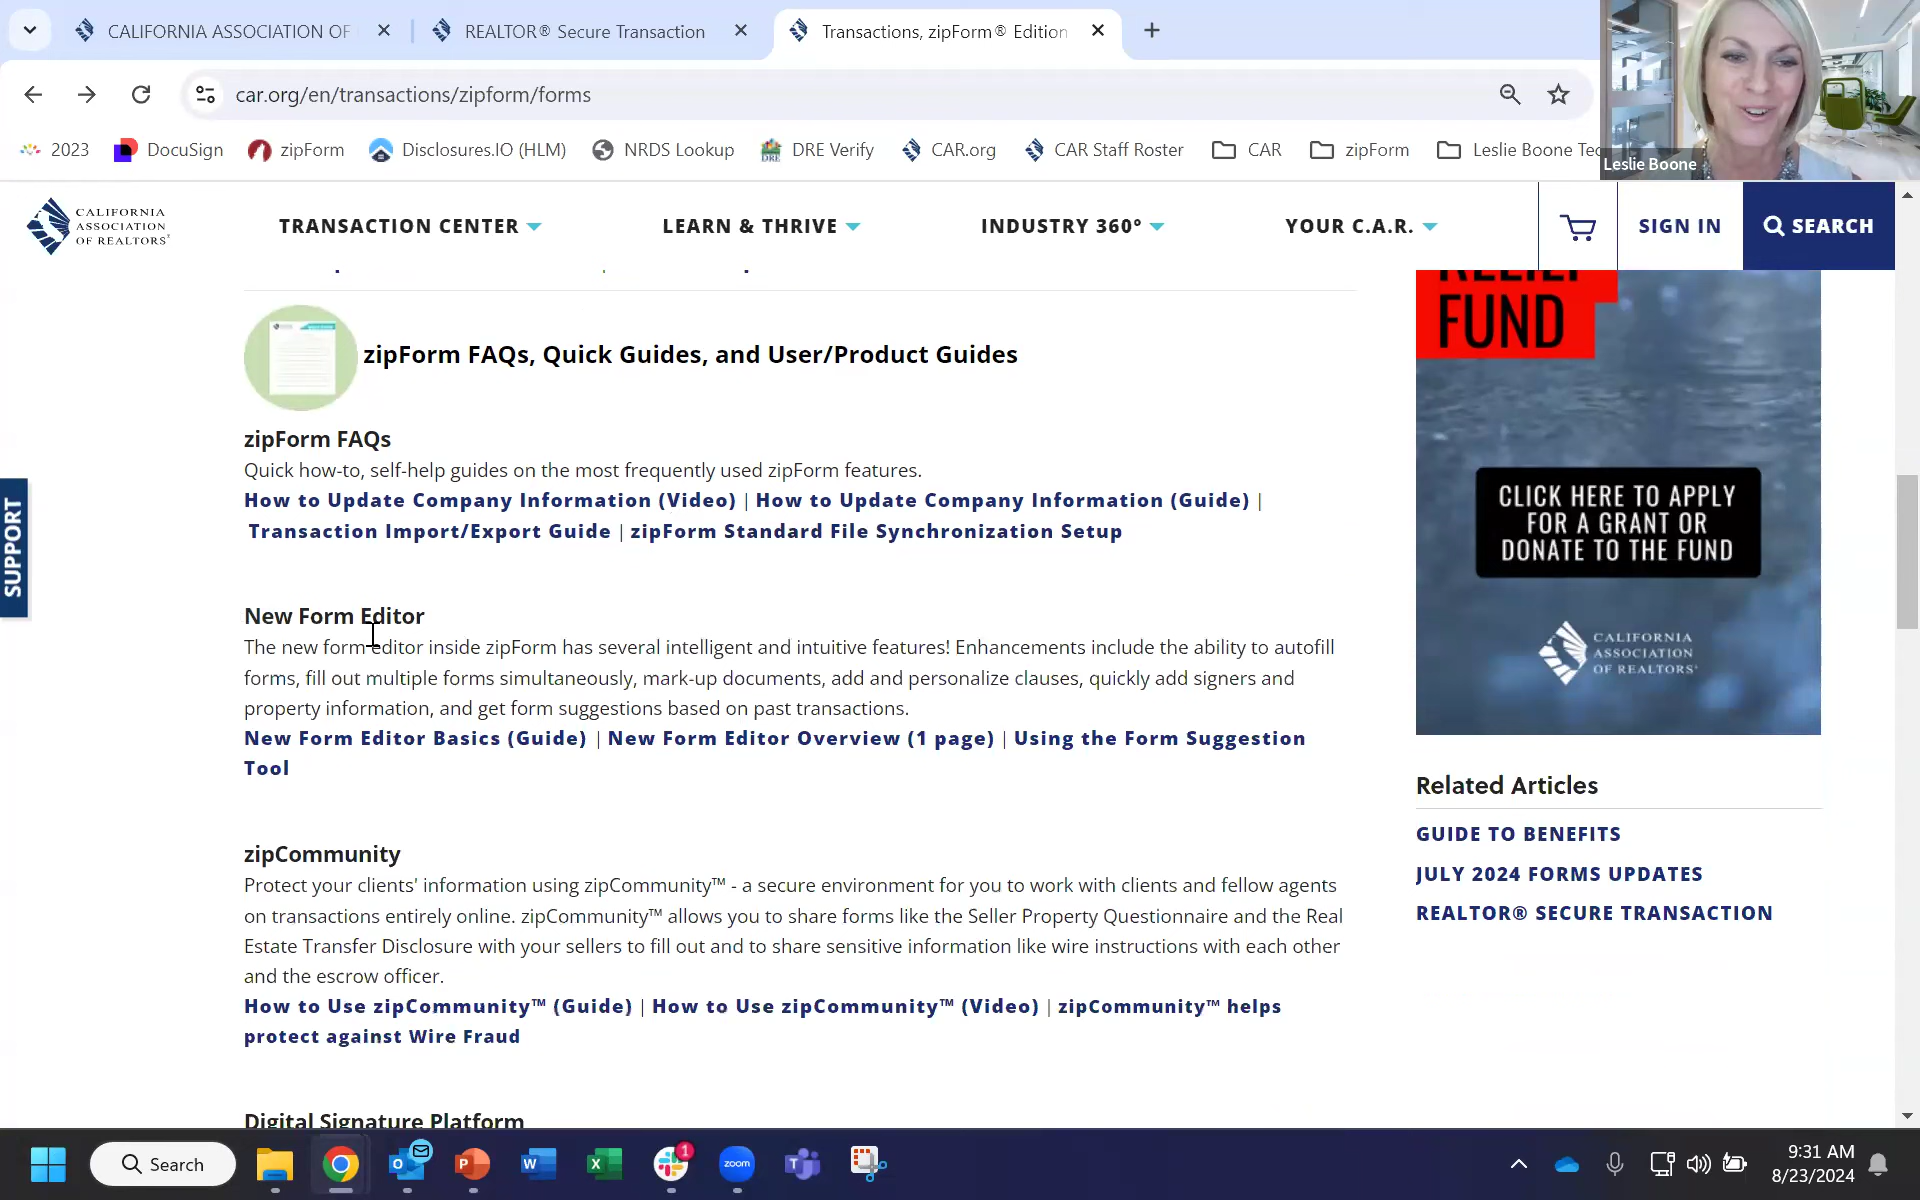 CALIFORNIA ASSOCIATION OF
REALTOR® Secure Transaction
Transactions, zipForm® Edition
car.org/en/transactions/zipform/forms
2023
DocuSign
zipForm
Disclosures.IO (HLM)
NRDS Lookup
DRE Verify
CAR.org
CAR Staff Roster
CAR
zipForm
Leslie Boone Tec
Leslie Boone
CALIFORNIA
ASSOCIATION
OF REALTORS®
TRANSACTION CENTER
LEARN & THRIVE
INDUSTRY 360°
YOUR C.A.R.
SIGN IN
SEARCH
zipForm FAQs, Quick Guides, and User/Product Guides
zipForm FAQs
Quick how-to, self-help guides on the most frequently used zipForm features.
How to Update Company Information (Video) | How to Update Company Information (Guide) |
Transaction Import/Export Guide | zipForm Standard File Synchronization Setup
New Form Editor
The new form editor inside zipForm has several intelligent and intuitive features! Enhancements include the ability to autofill
forms, fill out multiple forms simultaneously, mark-up documents, add and personalize clauses, quickly add signers and
property information, and get form suggestions based on past transactions.
New Form Editor Basics (Guide) | New Form Editor Overview (1 page) | Using the Form Suggestion
Tool
zipCommunity
Protect your clients' information using zipCommunity™ - a secure environment for you to work with clients and fellow agents
on transactions entirely online. zipCommunity™ allows you to share forms like the Seller Property Questionnaire and the Real
Estate Transfer Disclosure with your sellers to fill out and to share sensitive information like wire instructions with each other
and the escrow officer.
How to Use zipCommunity™ (Guide) | How to Use zipCommunity™ (Video) | zipCommunity™ helps
protect against Wire Fraud
Digital Signature Platform
SUPPORT
RELIEF
FUND
CLICK HERE TO APPLY
FOR A GRANT OR
DONATE TO THE FUND
CALIFORNIA
ASSOCIATION
OF REALTORS®
Related Articles
GUIDE TO BENEFITS
JULY 2024 FORMS UPDATES
REALTOR® SECURE TRANSACTION
Search
1
zoom
9:31 AM
8/23/2024